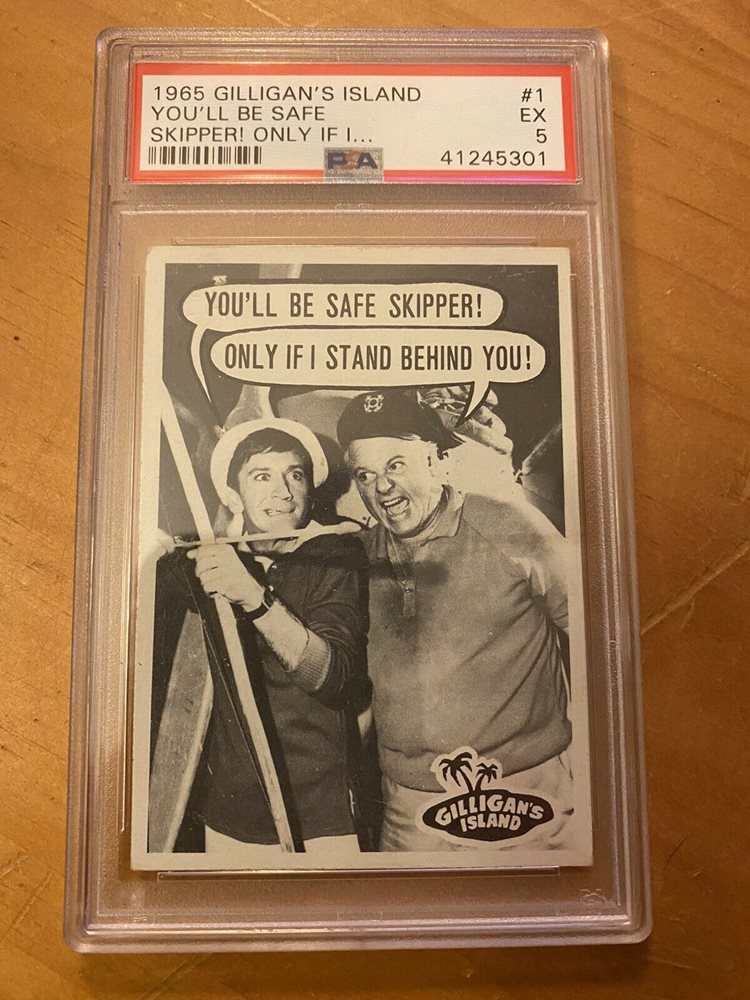 1965 GILLIGAN'S ISLAND #1
YOU'LL BE SAFE EX
SKIPPER! ONLY IF I... 5
PSA 41245301
YOU'LL BE SAFE SKIPPER!
ONLY IF I STAND BEHIND YOU!
GILLIGAN'S
ISLAND